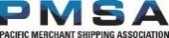 PMSA
PACIFIC MERCHANT SHIPPING ASSOCIATION